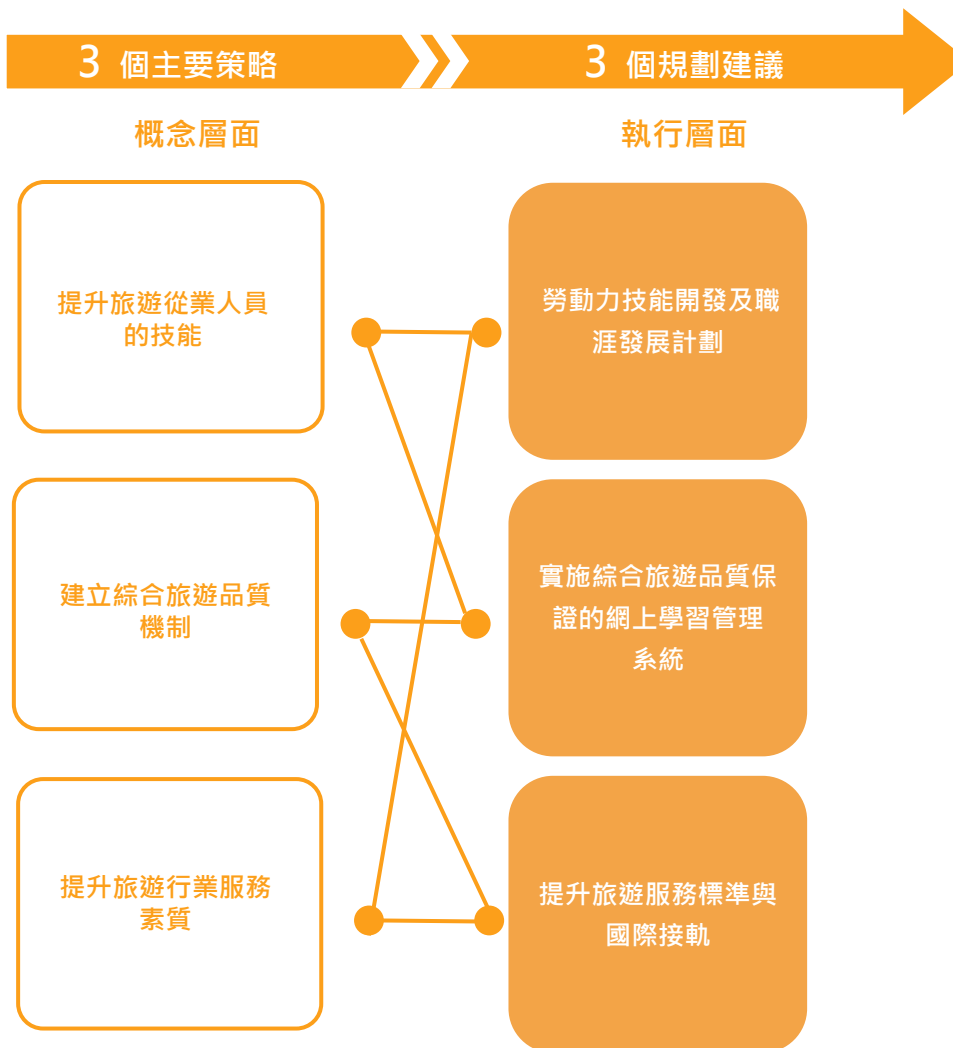 3 個主要策略
3 個規劃建議
概念層面
執行層面
提升旅遊從業人員
的技能
勞動力技能開發及職
涯發展計劃
建立綜合旅遊品質
機制
實施綜合旅遊品質保
證的網上學習管理
系統
提升旅遊行業服務
素質
提升旅遊服務標準與
國際接軌